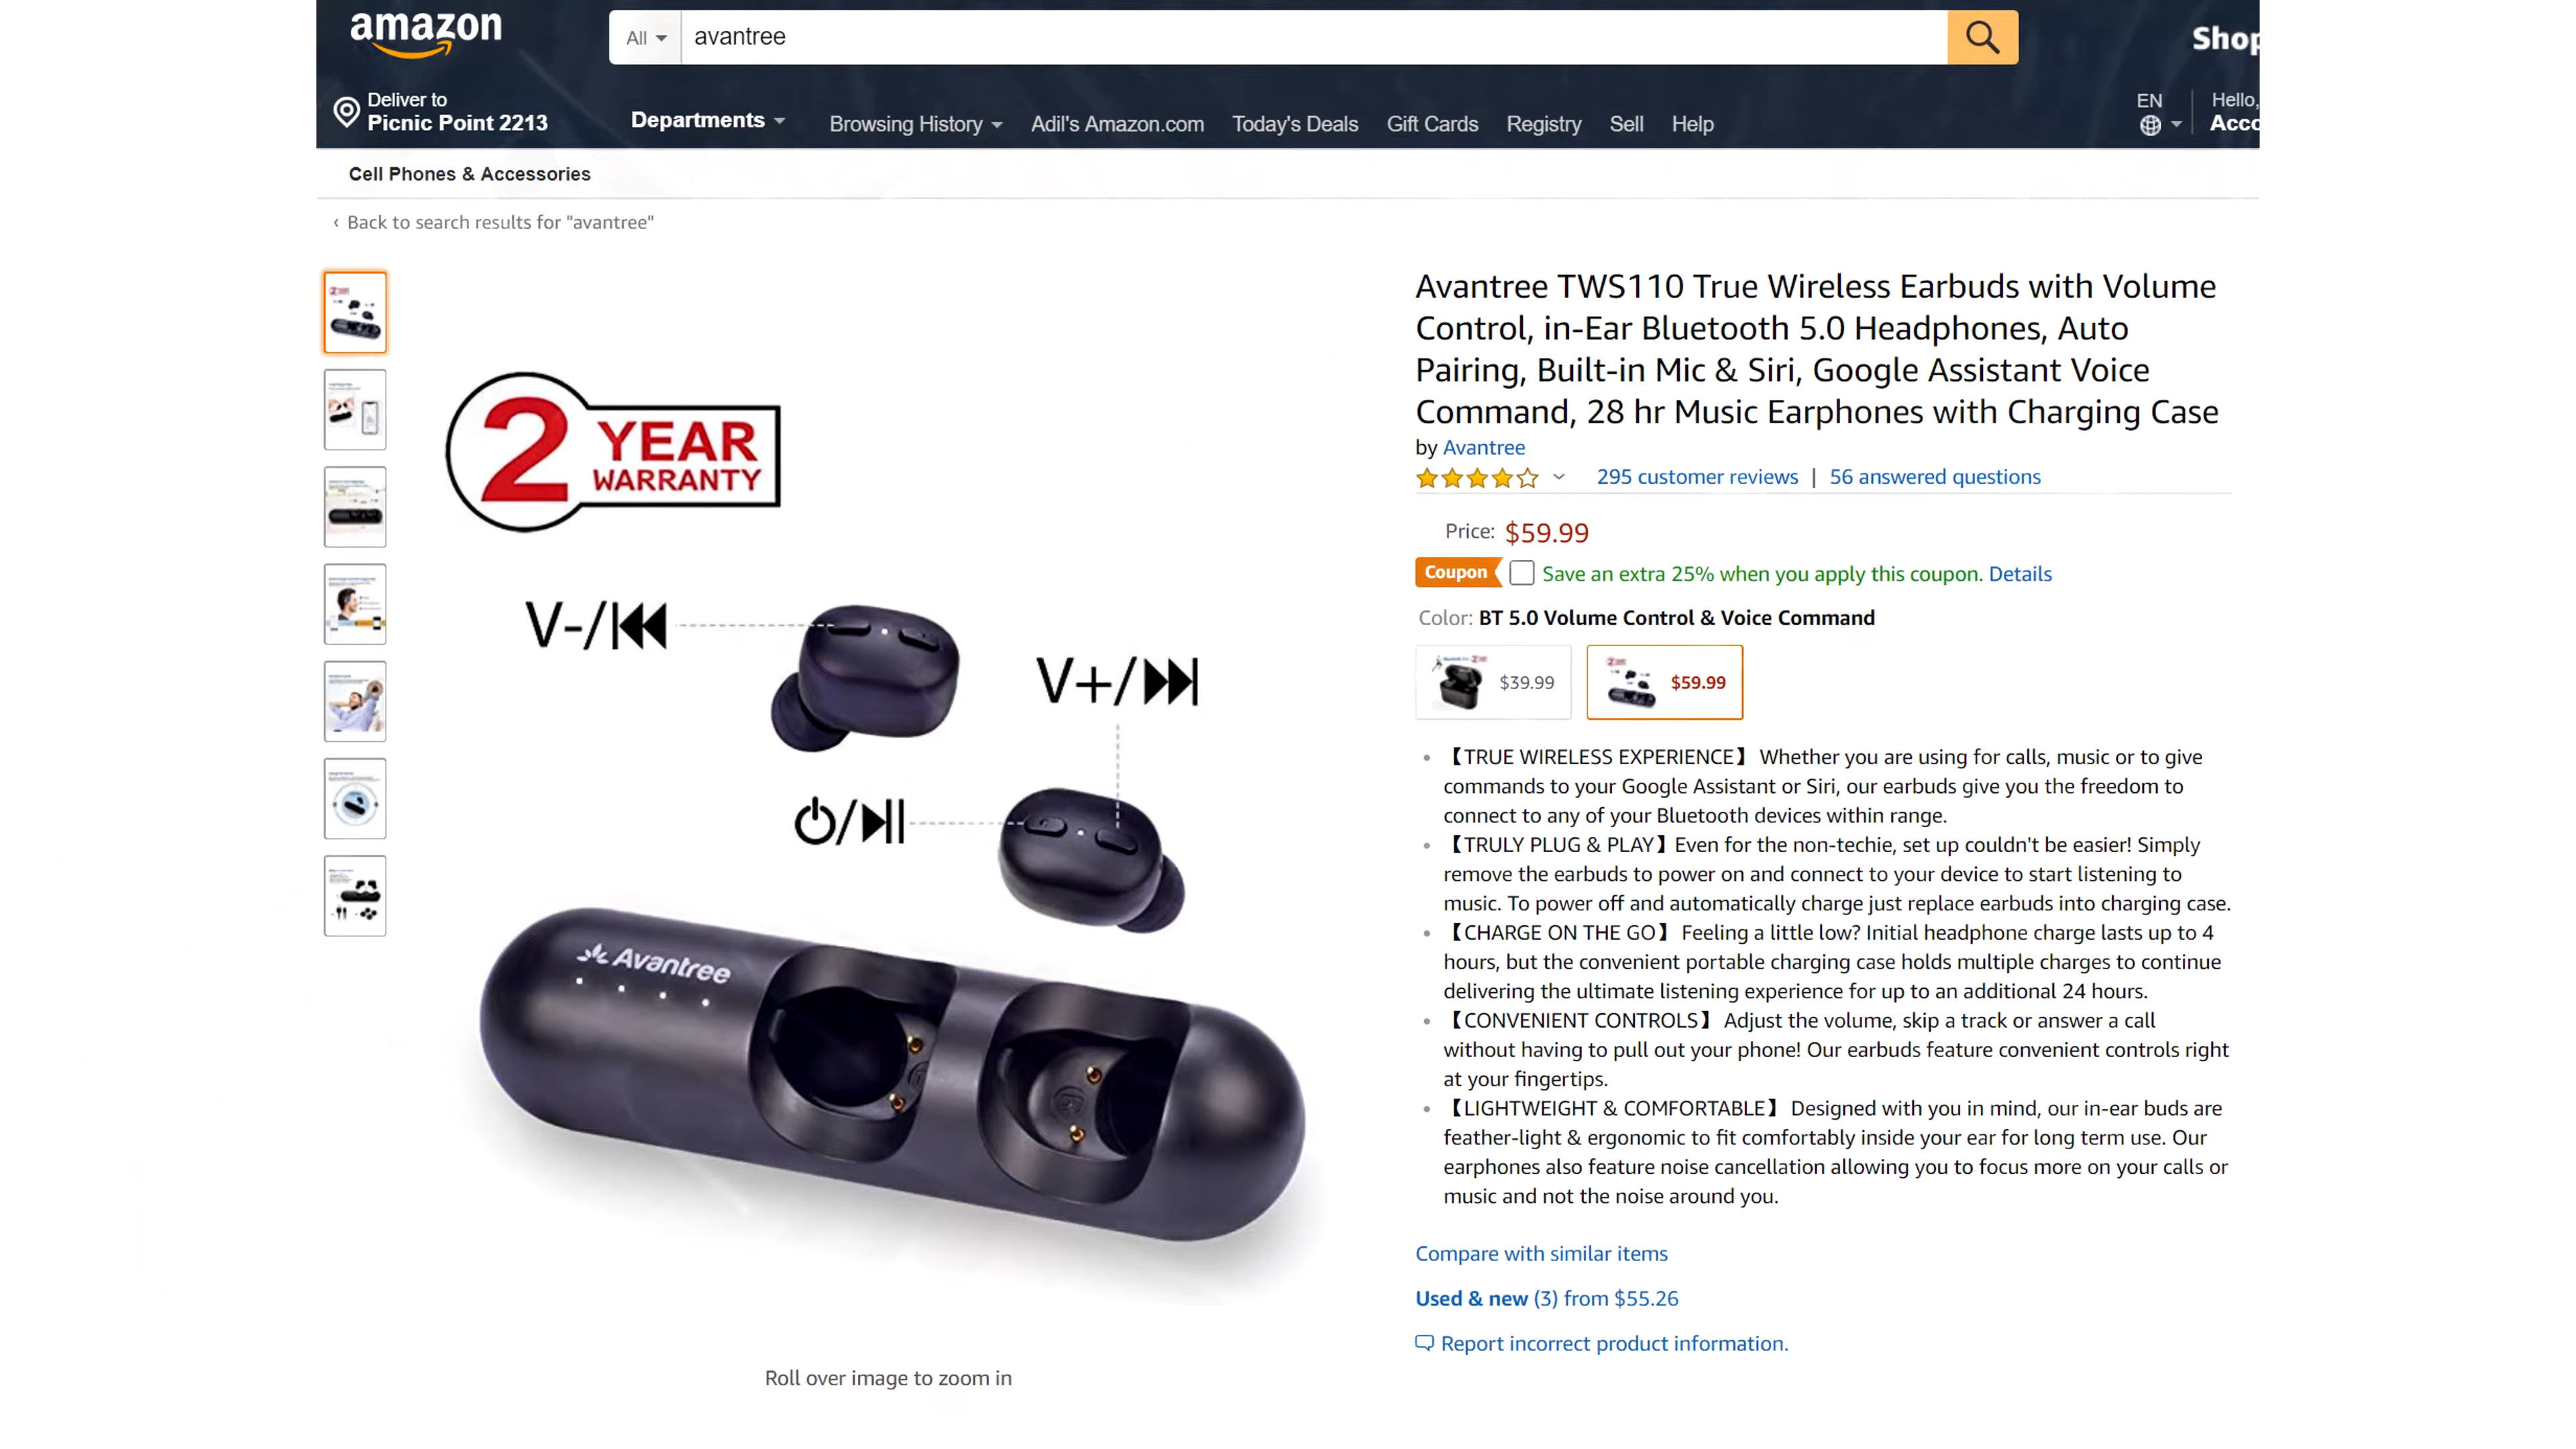 amazon
All
avantree
Shop
Deliver to
Picnic Point 2213
Departments
Browsing History
Adil's Amazon.com
Today's Deals
Gift Cards
Registry
Sell
Help
EN
Hello,
Acco
Cell Phones & Accessories
‹ Back to search results for "avantree"
2 YEAR
WARRANTY
V-/
V+/
Avantree
Roll over image to zoom in
Avantree TWS110 True Wireless Earbuds with Volume
Control, in-Ear Bluetooth 5.0 Headphones, Auto
Pairing, Built-in Mic & Siri, Google Assistant Voice
Command, 28 hr Music Earphones with Charging Case
by Avantree
295 customer reviews | 56 answered questions
Price: $59.99
Coupon Save an extra 25% when you apply this coupon. Details
Color: BT 5.0 Volume Control & Voice Command
$39.99
$59.99
• 【TRUE WIRELESS EXPERIENCE】 Whether you are using for calls, music or to give
commands to your Google Assistant or Siri, our earbuds give you the freedom to
connect to any of your Bluetooth devices within range.
• 【TRULY PLUG & PLAY】Even for the non-techie, set up couldn't be easier! Simply
remove the earbuds to power on and connect to your device to start listening to
music. To power off and automatically charge just replace earbuds into charging case.
• 【CHARGE ON THE GO】 Feeling a little low? Initial headphone charge lasts up to 4
hours, but the convenient portable charging case holds multiple charges to continue
delivering the ultimate listening experience for up to an additional 24 hours.
• 【CONVENIENT CONTROLS】 Adjust the volume, skip a track or answer a call
without having to pull out your phone! Our earbuds feature convenient controls right
at your fingertips.
• 【LIGHTWEIGHT & COMFORTABLE】 Designed with you in mind, our in-ear buds are
feather-light & ergonomic to fit comfortably inside your ear for long term use. Our
earphones also feature noise cancellation allowing you to focus more on your calls or
music and not the noise around you.
Compare with similar items
Used & new (3) from $55.26
Report incorrect product information.